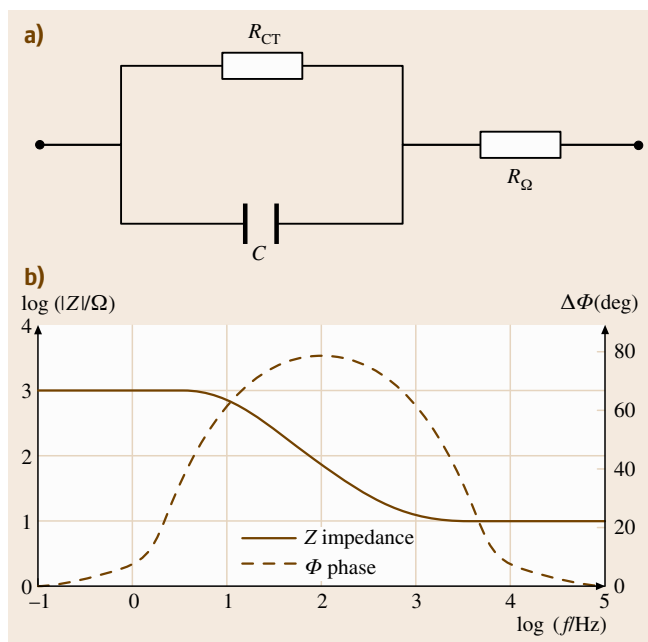 a)
R_CT
R_Ω
C
b)
log (|Z|/Ω)
ΔΦ(deg)
4
3
2
1
0
80
60
40
20
0
Z impedance
Φ phase
–1 0 1 2 3 4 5
log (f/Hz)